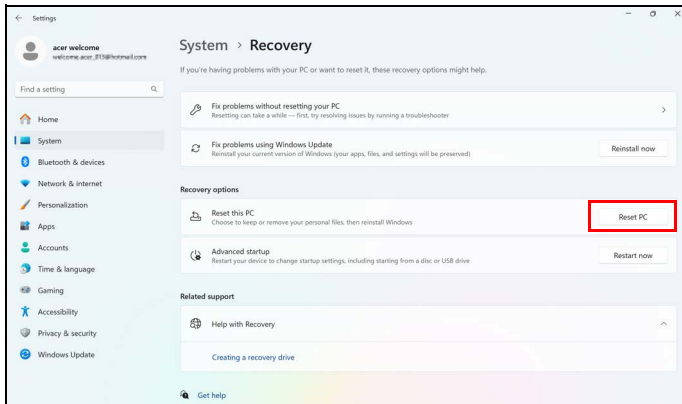 Settings
acer welcome
System > Recovery
If you're having problems with your PC or want to reset it, these recovery options might help.
Find a setting
Home
System
Bluetooth & devices
Network & internet
Personalization
Apps
Accounts
Time & language
Gaming
Accessibility
Privacy & security
Windows Update
Fix problems without resetting your PC
Resetting can take a while — first, try resolving issues by running a troubleshooter
Fix problems using Windows Update
Reinstall your current version of Windows (your apps, files, and settings will be preserved)
Reinstall now
Recovery options
Reset this PC
Choose to keep or remove your personal files, then reinstall Windows
Reset PC
Advanced startup
Restart your device to change startup settings, including starting from a disc or USB drive
Restart now
Related support
Help with Recovery
Creating a recovery drive
Get help